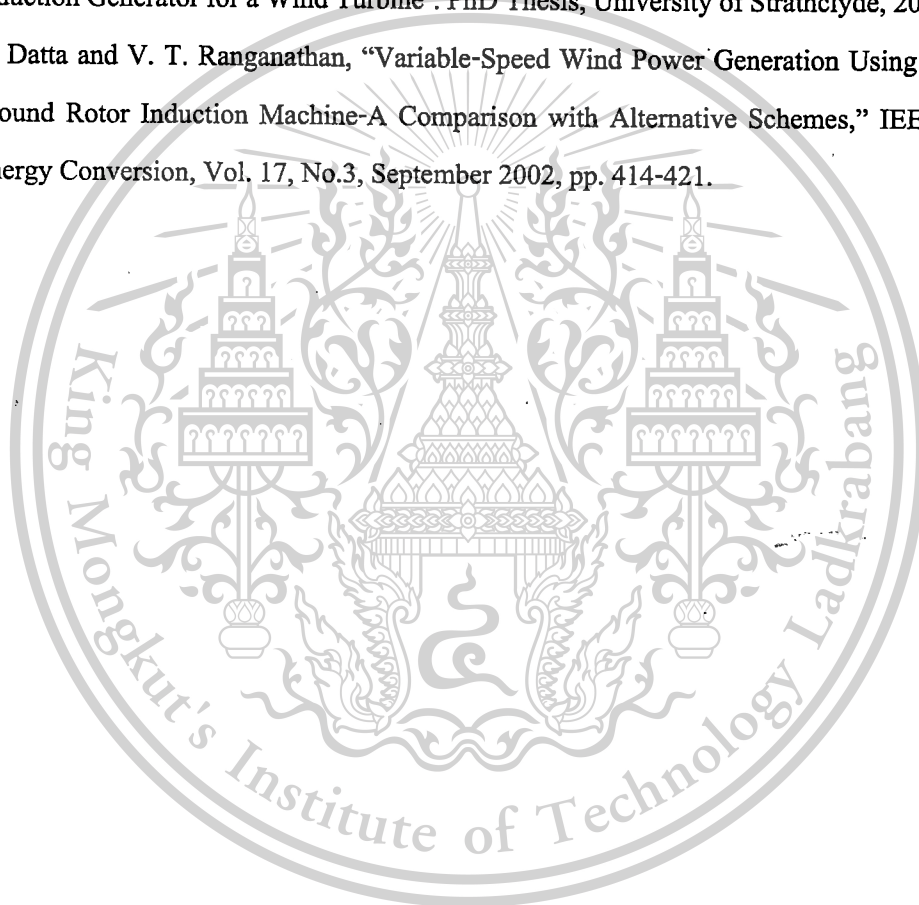 duction Generator for a Wind Turbine". PhD Thesis, University of Strathclyde, 20
Datta and V. T. Ranganathan, “Variable-Speed Wind Power Generation Using
ound Rotor Induction Machine-A Comparison with Alternative Schemes,” IEE
nergy Conversion, Vol. 17, No.3, September 2002, pp. 414-421.
King Mongkut's Institute of Technology Ladkrabang